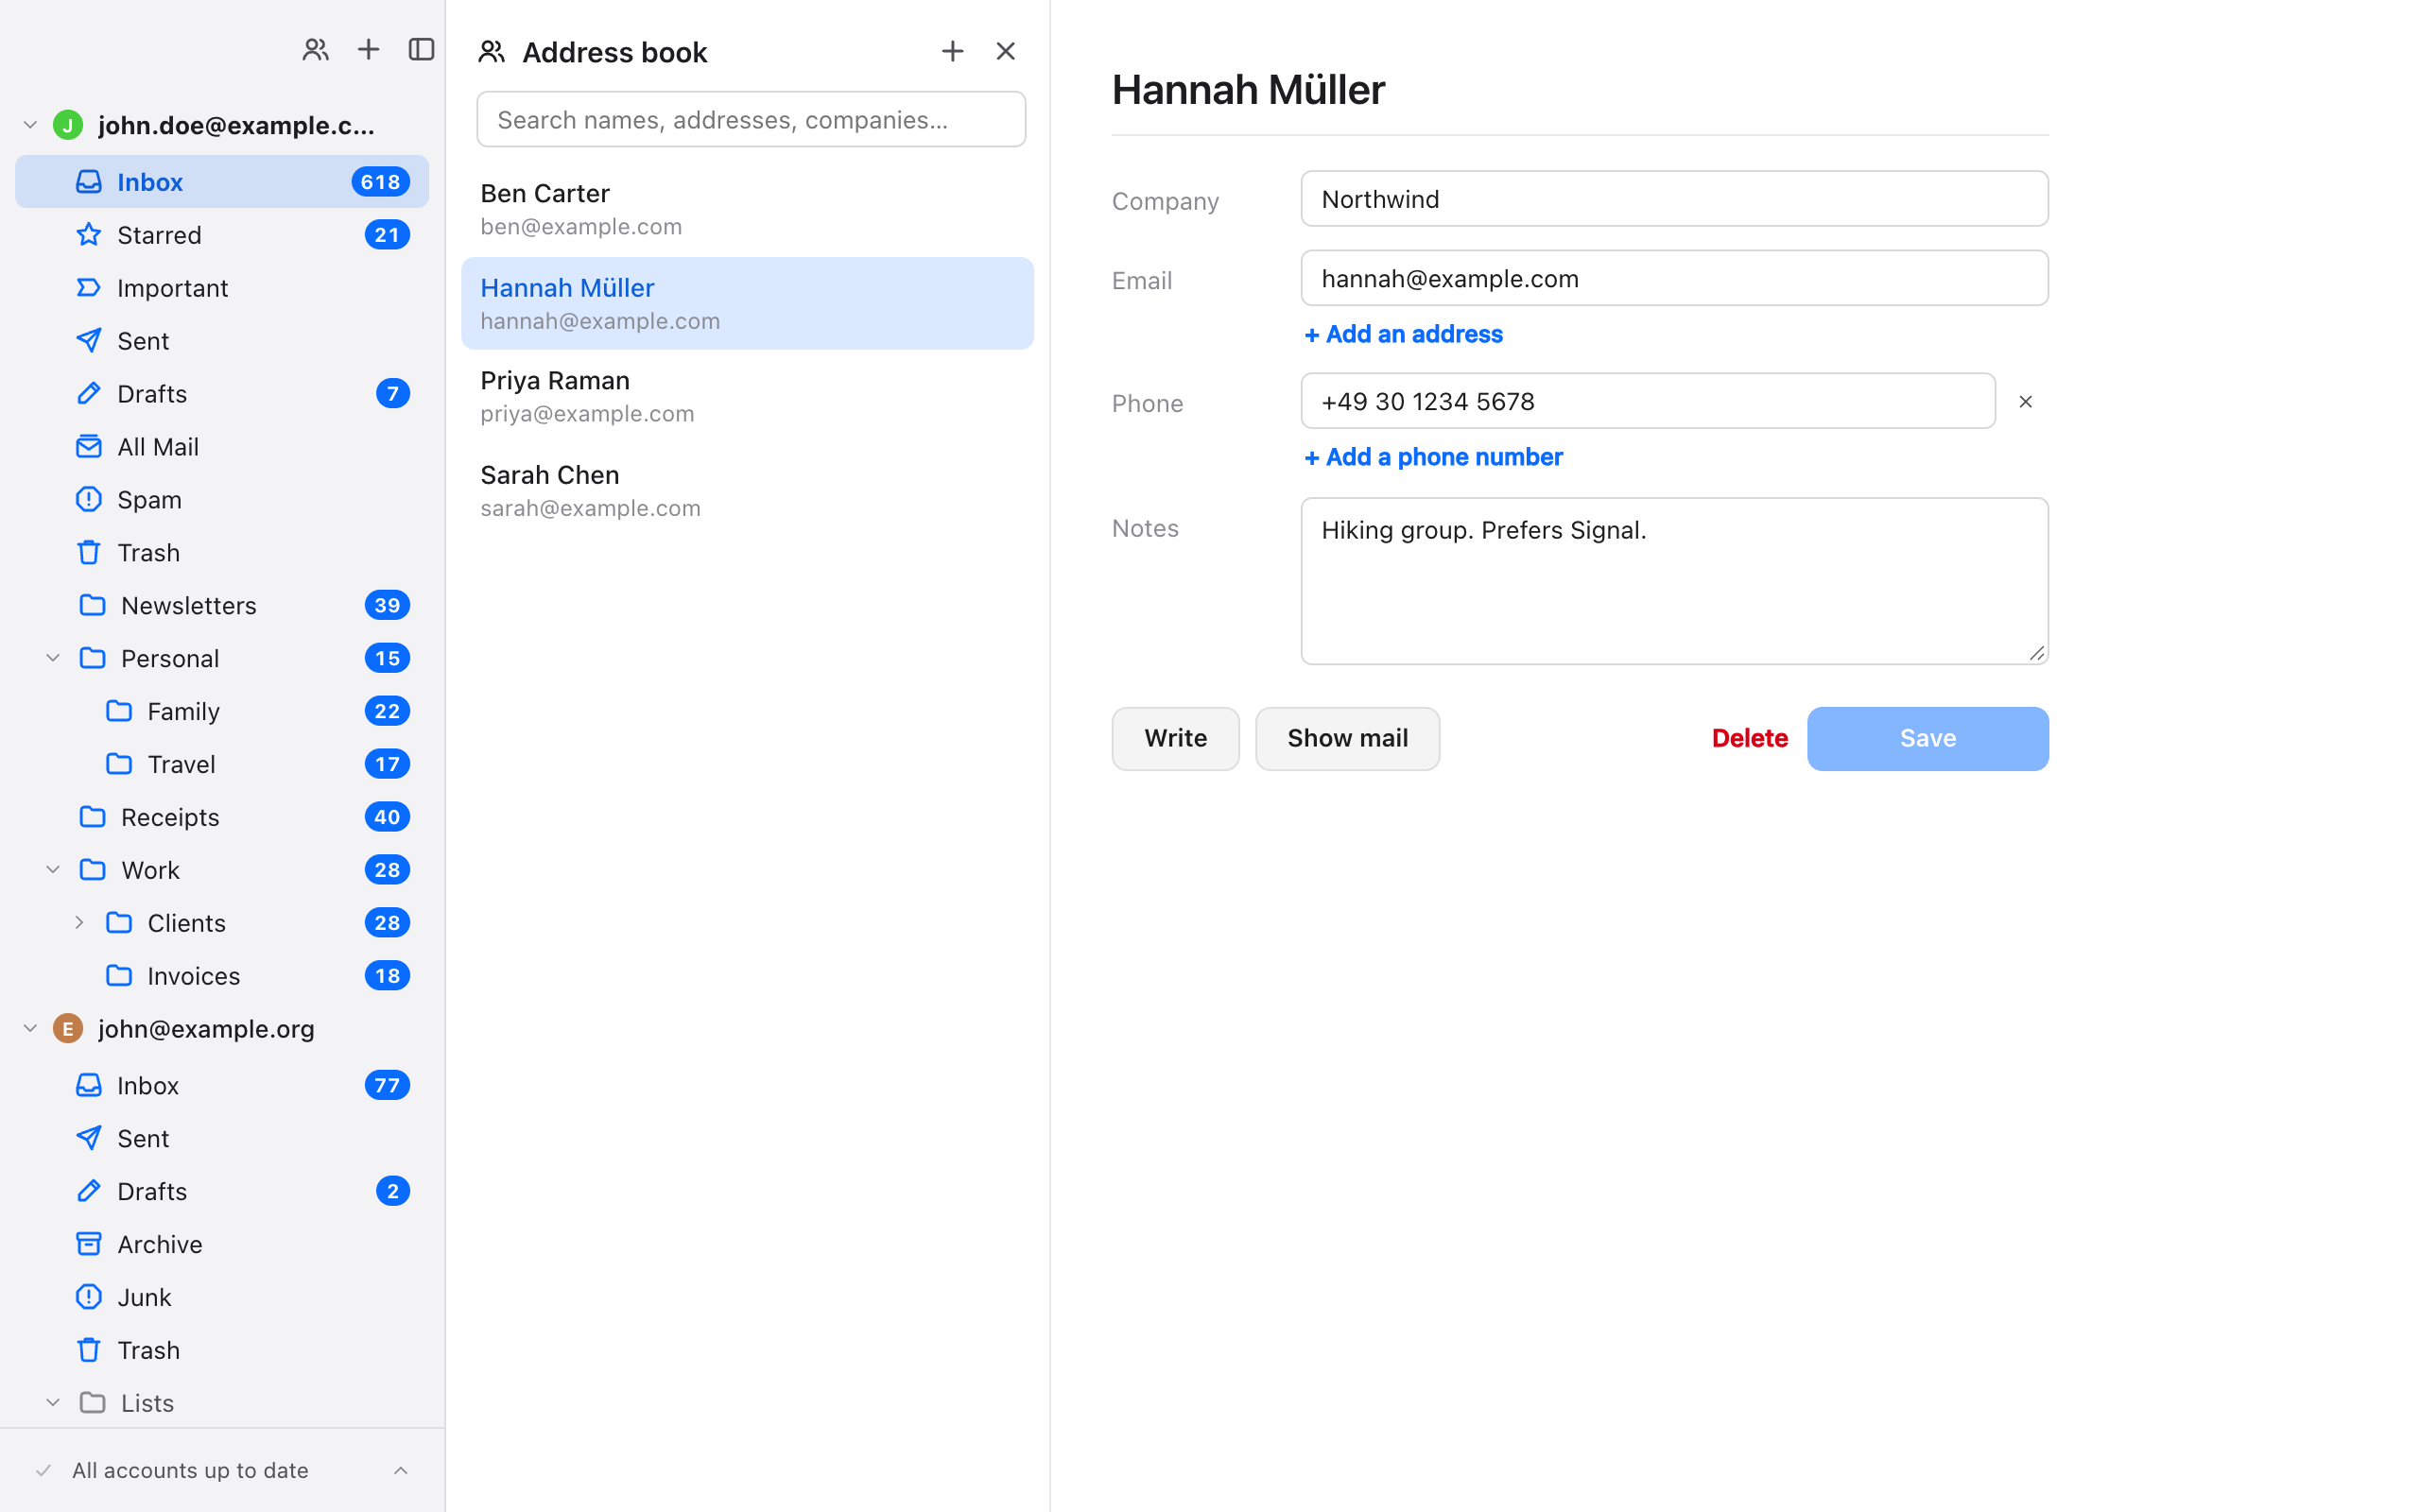 J john.doe@example.c...
Inbox 618
Starred 21
Important
Sent
Drafts 7
All Mail
Spam
Trash
Newsletters 39
Personal 15
Family 22
Travel 17
Receipts 40
Work 28
Clients 28
Invoices 18
E john@example.org
Inbox 77
Sent
Drafts 2
Archive
Junk
Trash
Lists
All accounts up to date
Address book
Search names, addresses, companies...
Ben Carter
ben@example.com
Hannah Müller
hannah@example.com
Priya Raman
priya@example.com
Sarah Chen
sarah@example.com
Hannah Müller
Company Northwind
Email hannah@example.com
+ Add an address
Phone +49 30 1234 5678
+ Add a phone number
Notes Hiking group. Prefers Signal.
Write Show mail Delete Save